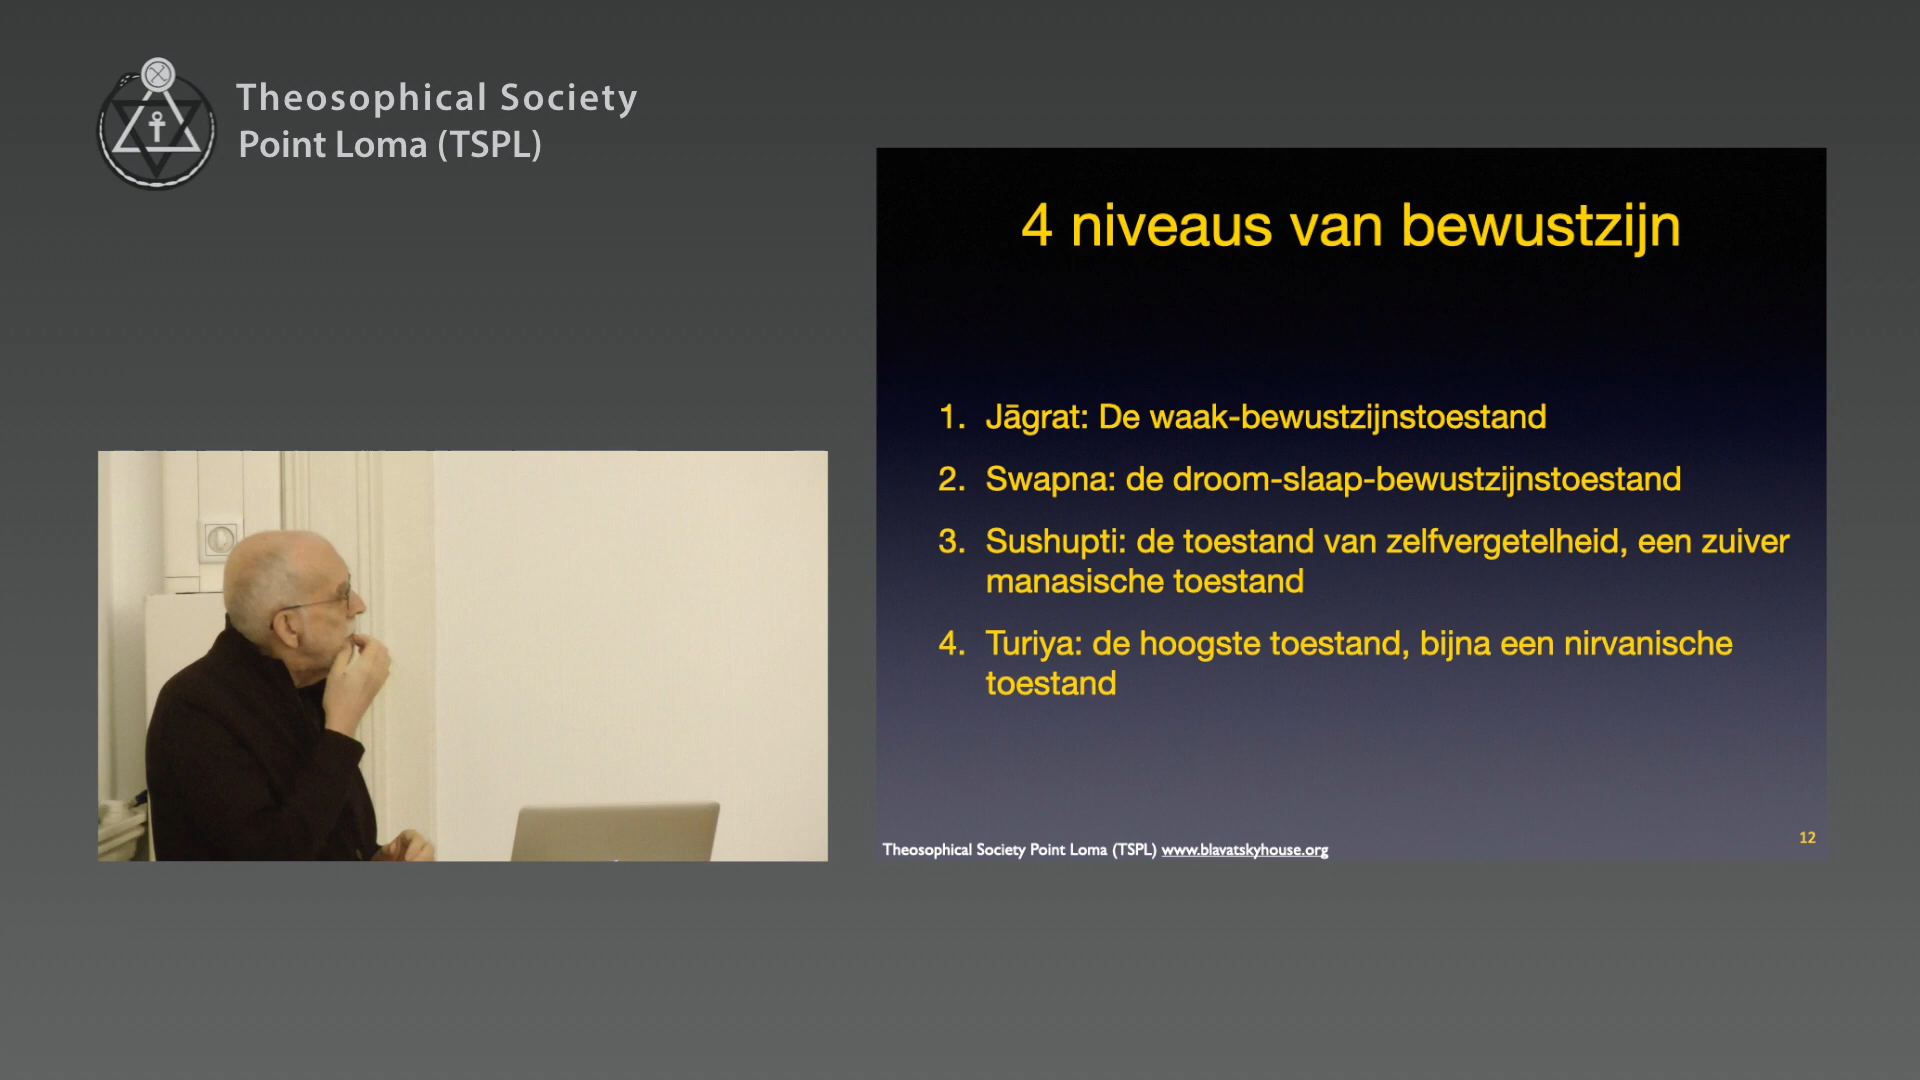 Theosophical Society
Point Loma (TSPL)
4 niveaus van bewustzijn
1. Jāgrat: De waak-bewustzijnstoestand
2. Swapna: de droom-slaap-bewustzijnstoestand
3. Sushupti: de toestand van zelfvergetelheid, een zuiver
manasische toestand
4. Turiya: de hoogste toestand, bijna een nirvanische
toestand
Theosophical Society Point Loma (TSPL) www.blavatskyhouse.org
12